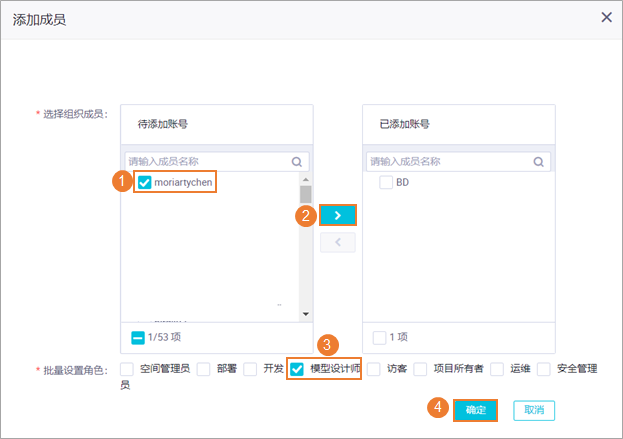 添加成员
* 选择组织成员：
待添加账号
已添加账号
请输入成员名称
请输入成员名称
1
moriartychen
BD
2
1/53 项
1 项
3
* 批量设置角色：
空间管理员
部署
开发
模型设计师
访客
项目所有者
运维
安全管理
员
4
确定
取消